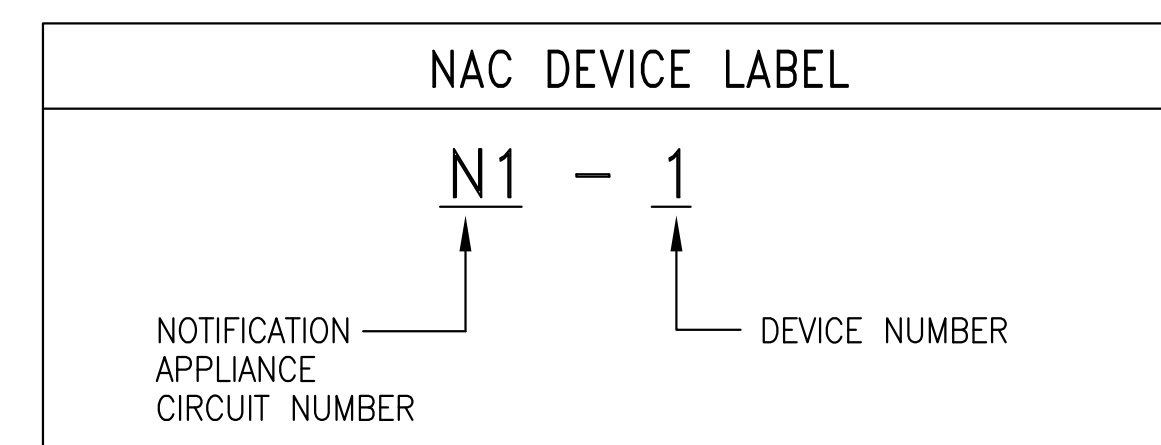 NAC DEVICE LABEL
N1 - 1
NOTIFICATION
APPLIANCE
CIRCUIT NUMBER
DEVICE NUMBER